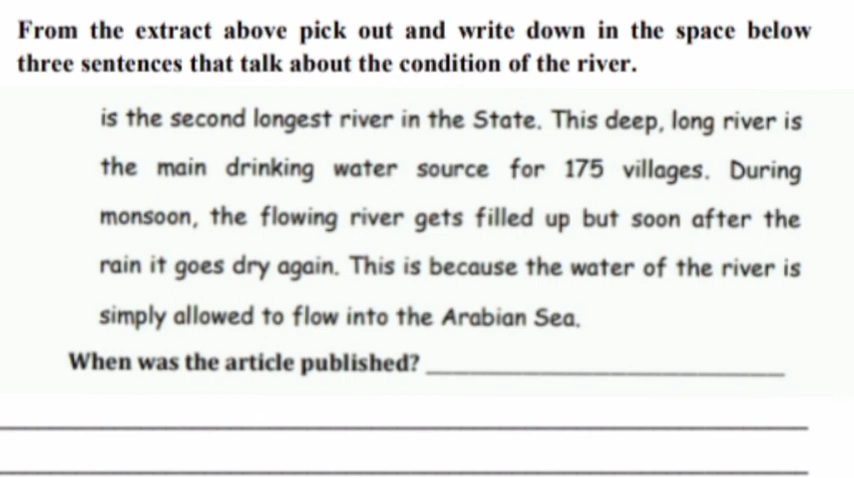 From the extract above pick out and write down in the space below
three sentences that talk about the condition of the river.
is the second longest river in the State. This deep, long river is
the main drinking water source for 175 villages. During
monsoon, the flowing river gets filled up but soon after the
rain it goes dry again. This is because the water of the river is
simply allowed to flow into the Arabian Sea.
When was the article published?